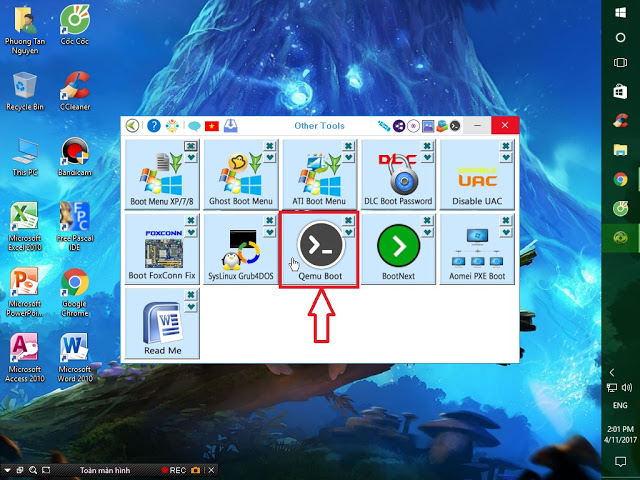 Phuong Tan
Nguyen
Cốc Cốc
Recycle Bin
CCleaner
This PC
Bandicam
Microsoft
Excel 2010
Free Pascal
IDE
Microsoft
PowerPoi...
Google
Chrome
Microsoft
Access 2010
Microsoft
Word 2010
Other Tools
Boot Menu XP/7/8
Ghost Boot Menu
ATI Boot Menu
DLC
DLC Boot Password
UAC
Disable UAC
FOXCONN
Boot FoxConn Fix
SysLinux Grub4DOS
Qemu Boot
BootNext
Aomei PXE Boot
Read Me
ENG
2:01 PM
4/11/2017
Toàn màn hình
REC